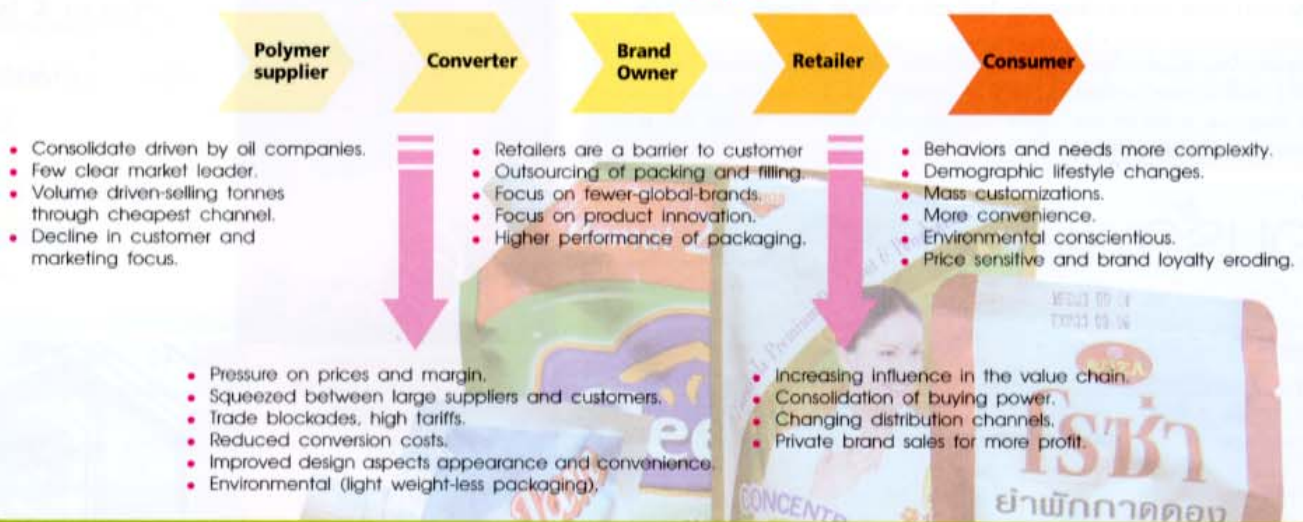 Polymer
supplier
Converter
Brand
Owner
Retailer
Consumer
• Consolidate driven by oil companies.
• Few clear market leader.
• Volume driven-selling tonnes
through cheapest channel.
• Decline in customer and
marketing focus.
• Retailers are a barrier to customer
• Outsourcing of packing and filling.
• Focus on fewer-global-brands.
• Focus on product innovation.
• Higher performance of packaging.
• Behaviors and needs more complexity.
• Demographic lifestyle changes.
• Mass customizations.
• More convenience.
• Environmental conscientious.
• Price sensitive and brand loyalty eroding.
• Pressure on prices and margin.
• Squeezed between large suppliers and customers.
• Trade blockades, high tariffs.
• Reduced conversion costs.
• Improved design aspects appearance and convenience.
• Environmental (light weight-less packaging).
• Increasing influence in the value chain.
• Consolidation of buying power.
• Changing distribution channels.
• Private brand sales for more profit.
โรซ่า
ยำผักกาดดอง